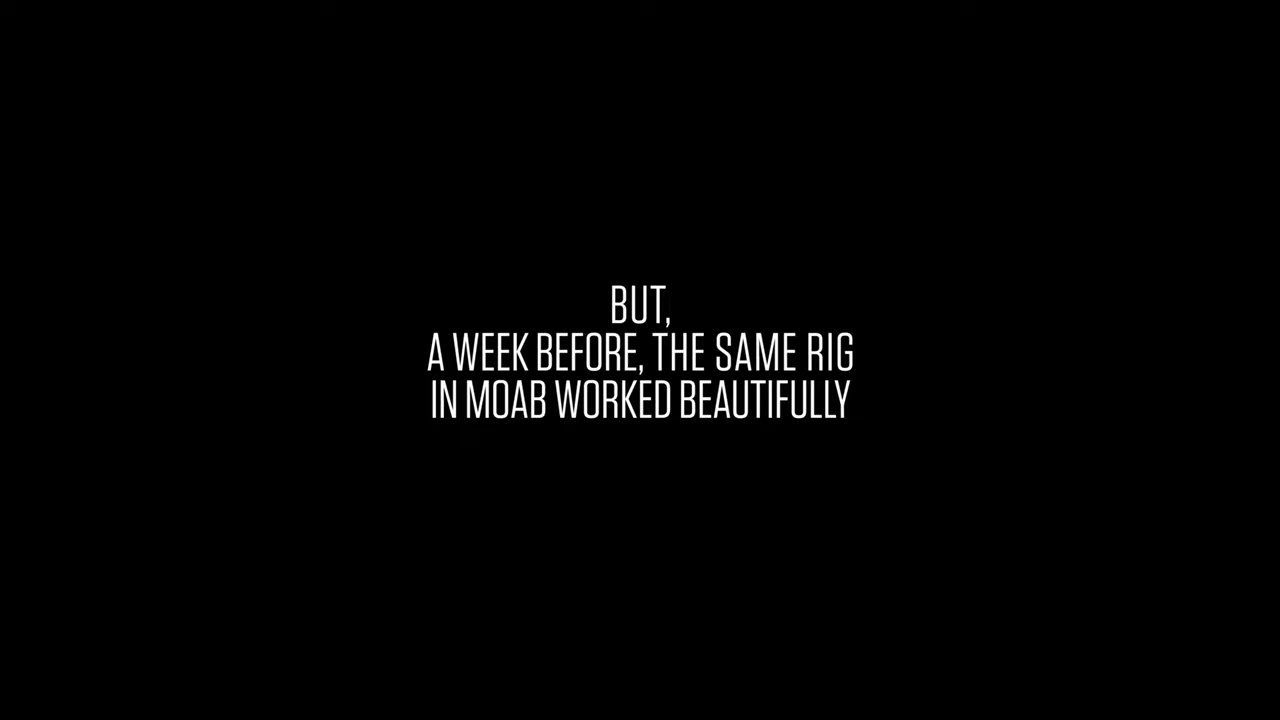 BUT,
A WEEK BEFORE, THE SAME RIG
IN MOAB WORKED BEAUTIFULLY